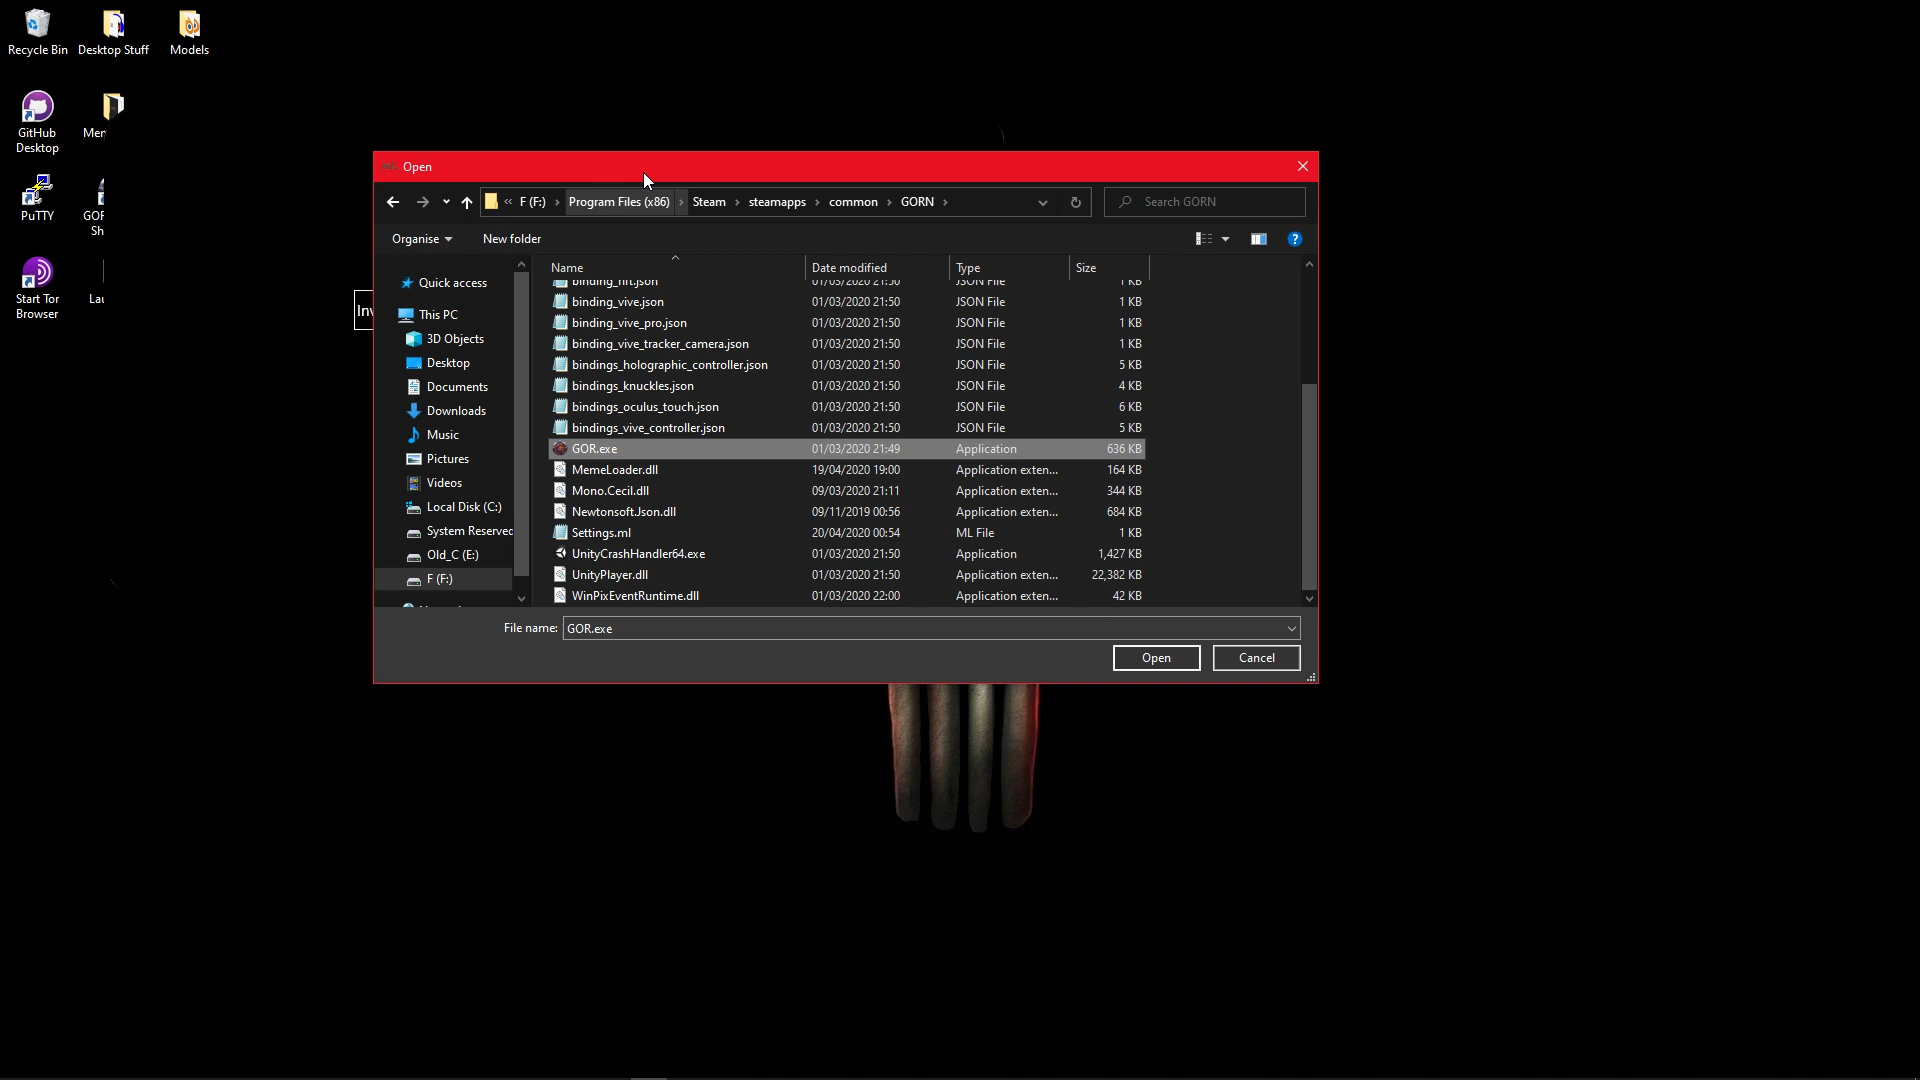 Recycle Bin
Desktop Stuff
Models
GitHub
Desktop
PuTTY
Start Tor
Browser
Open
« F (F:) › Program Files (x86) › Steam › steamapps › common › GORN ›
Search GORN
Organise
New folder
Name
Date modified
Type
Size
Quick access
This PC
3D Objects
Desktop
Documents
Downloads
Music
Pictures
Videos
Local Disk (C:)
System Reserved
Old_C (E:)
F (F:)
binding_vive.json 01/03/2020 21:50 JSON File 1 KB
binding_vive_pro.json 01/03/2020 21:50 JSON File 1 KB
binding_vive_tracker_camera.json 01/03/2020 21:50 JSON File 1 KB
bindings_holographic_controller.json 01/03/2020 21:50 JSON File 5 KB
bindings_knuckles.json 01/03/2020 21:50 JSON File 4 KB
bindings_oculus_touch.json 01/03/2020 21:50 JSON File 6 KB
bindings_vive_controller.json 01/03/2020 21:50 JSON File 5 KB
GOR.exe 01/03/2020 21:49 Application 636 KB
MemeLoader.dll 19/04/2020 19:00 Application exten... 164 KB
Mono.Cecil.dll 09/03/2020 21:11 Application exten... 344 KB
Newtonsoft.Json.dll 09/11/2019 00:56 Application exten... 684 KB
Settings.ml 20/04/2020 00:54 ML File 1 KB
UnityCrashHandler64.exe 01/03/2020 21:50 Application 1,427 KB
UnityPlayer.dll 01/03/2020 21:50 Application exten... 22,382 KB
WinPixEventRuntime.dll 01/03/2020 22:00 Application exten... 42 KB
File name: GOR.exe
Open
Cancel